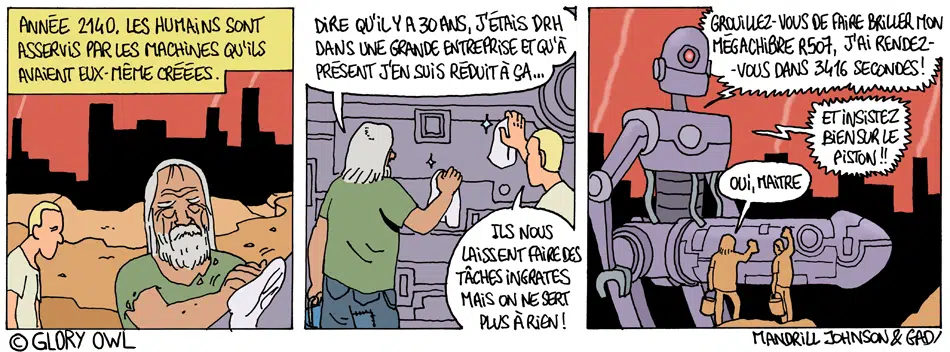 ANNÉE 2140. LES HUMAINS SONT
ASSERVIS PAR LES MACHINES QU'ILS
AVAIENT EUX-MÊME CRÉÉES.
DIRE QU'IL Y A 30 ANS, J'ÉTAIS DRH
DANS UNE GRANDE ENTREPRISE ET QU'À
PRÉSENT J'EN SUIS RÉDUIT À ÇA...
ILS NOUS
LAISSENT FAIRE DES
TÂCHES INGRATES
MAIS ON NE SERT
PLUS À RIEN!
GROUILLEZ-VOUS DE FAIRE BRILLER MON
MÉGACHIBRE R507, J'AI RENDEZ-
-VOUS DANS 3416 SECONDES!
ET INSISTEZ
BIEN SUR LE
PISTON!!
OUI, MAÎTRE
© GLORY OWL
MANDRILL JOHNSON & GAD/